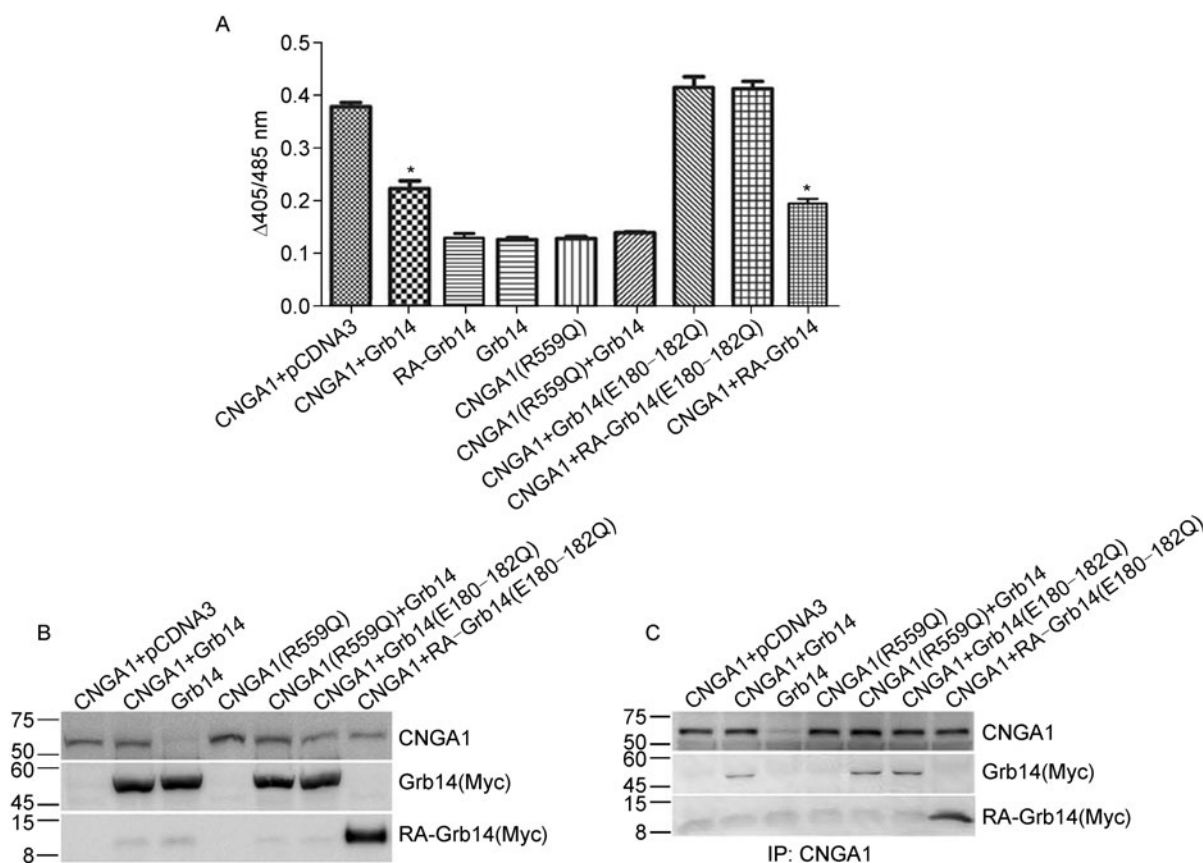 A
0.5
0.4
0.3
0.2
0.1
0.0
Δ405/485 nm
*
*
CNGA1+pCDNA3
CNGA1+Grb14
RA-Grb14
Grb14
CNGA1(R559Q)
CNGA1(R559Q)+Grb14
CNGA1+Grb14(E180–182Q)
CNGA1+RA-Grb14(E180–182Q)
CNGA1+RA-Grb14
B
CNGA1+pCDNA3
CNGA1+Grb14
Grb14
CNGA1(R559Q)
CNGA1(R559Q)+Grb14
CNGA1+Grb14(E180–182Q)
CNGA1+RA–Grb14(E180–182Q)
75
50
CNGA1
60
45
Grb14(Myc)
15
8
RA-Grb14(Myc)
C
CNGA1+pCDNA3
CNGA1+Grb14
Grb14
CNGA1(R559Q)
CNGA1(R559Q)+Grb14
CNGA1+Grb14(E180–182Q)
CNGA1+RA–Grb14(E180–182Q)
75
50
CNGA1
60
45
Grb14(Myc)
15
8
RA-Grb14(Myc)
IP: CNGA1